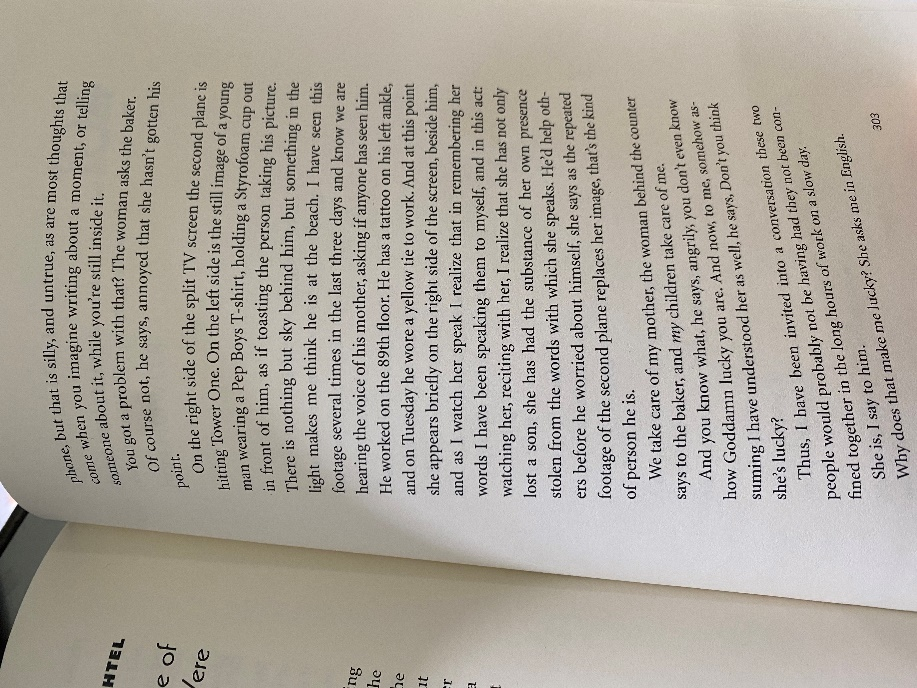 phone, but that is silly, and untrue, as are most thoughts that
come when you imagine writing about a moment, or telling
someone about it, while you're still inside it.
You got a problem with that? The woman asks the baker.
Of course not, he says, annoyed that she hasn't gotten his
point.
On the right side of the split TV screen the second plane is
hitting Tower One. On the left side is the still image of a young
man wearing a Pep Boys T-shirt, holding a Styrofoam cup out
in front of him, as if toasting the person taking his picture.
There is nothing but sky behind him, but something in the
light makes me think he is at the beach. I have seen this
footage several times in the last three days and know we are
hearing the voice of his mother, asking if anyone has seen him.
He worked on the 89th floor. He has a tattoo on his left ankle,
and on Tuesday he wore a yellow tie to work. And at this point
she appears briefly on the right side of the screen, beside him,
and as I watch her speak I realize that in remembering her
words I have been speaking them to myself, and in this act:
watching her, reciting with her, I realize that she has not only
lost a son, she has had the substance of her own presence
stolen from the words with which she speaks. He'd help oth-
ers before he worried about himself, she says as the repeated
footage of the second plane replaces her image, that's the kind
of person he is.
We take care of my mother, the woman behind the counter
says to the baker, and my children take care of me.
And you know what, he says, angrily, you don't even know
how Goddamn lucky you are. And now, to me, somehow as-
suming I have understood her as well, he says, Don't you think
she's lucky?
Thus, I have been invited into a conversation these two
people would probably not be having had they not been con-
fined together in the long hours of work on a slow day.
She is, I say to him.
Why does that make me lucky? She asks me in English.
303
HTEL
e of
Were
ing
he
he
ut
er
a
t